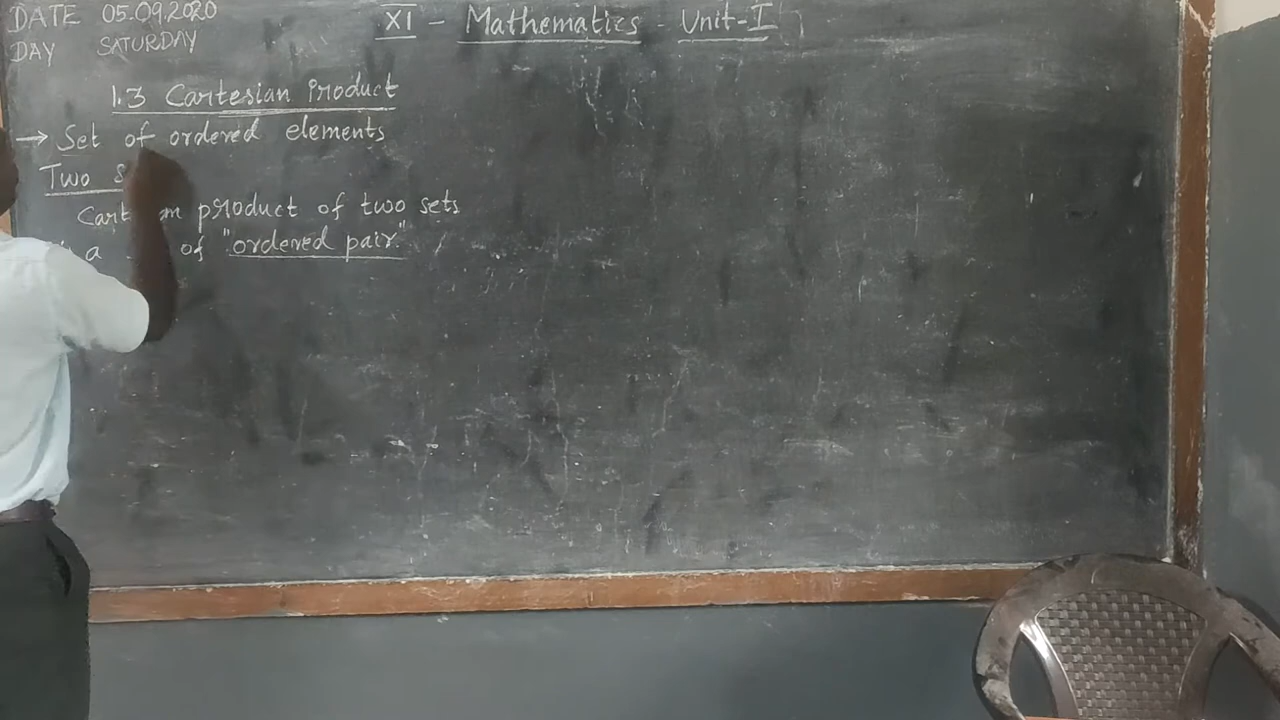 DATE 05.09.2020
DAY SATURDAY
XI - Mathematics - Unit-I
1.3 Cartesian Product
→ Set of ordered elements
Two
product of two sets
a of "ordered pair"